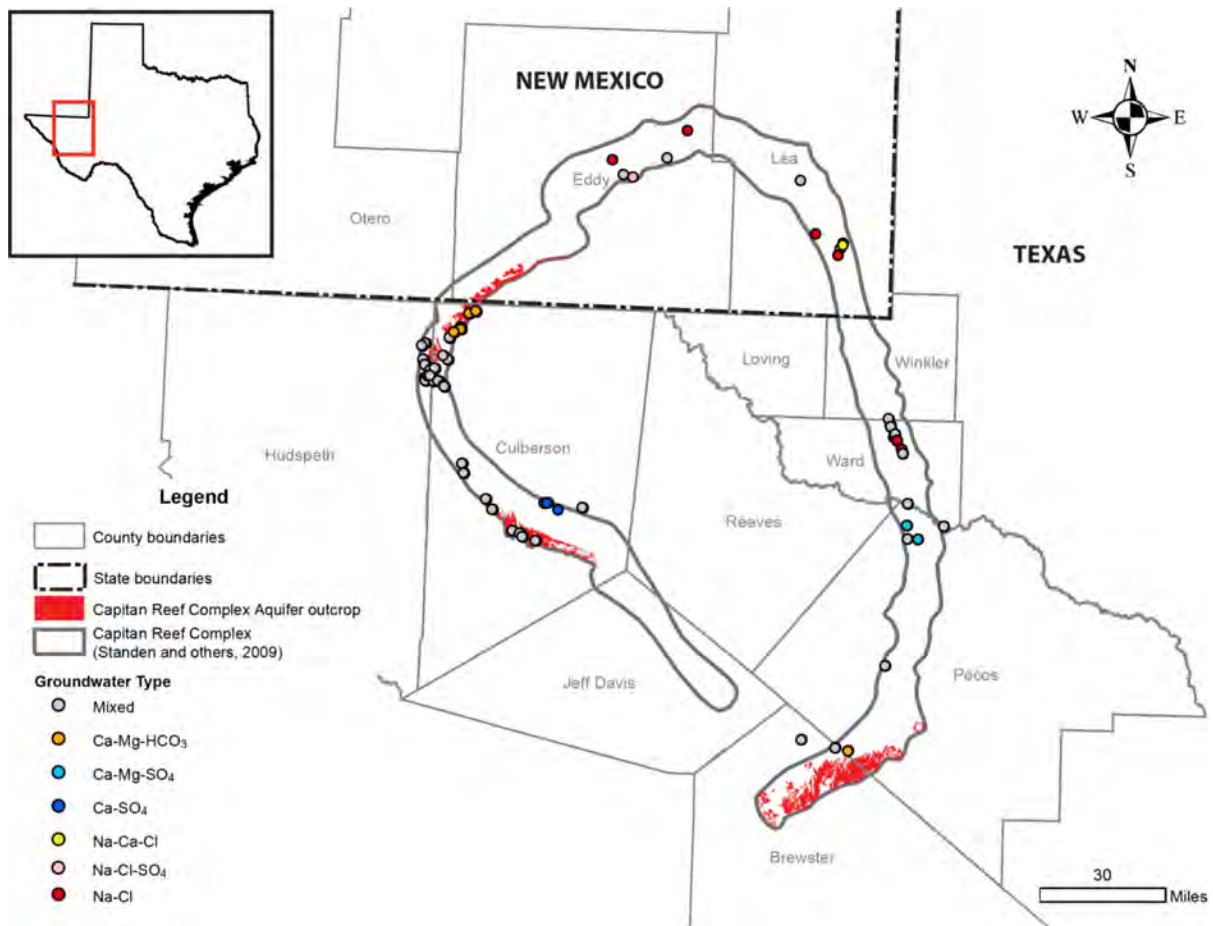 NEW MEXICO
N
W
E
S
Lea
Eddy
Otero
TEXAS
Loving
Winkler
Hudspeth
Culberson
Ward
Reeves
Legend
County boundaries
State boundaries
Capitan Reef Complex Aquifer outcrop
Capitan Reef Complex
(Standen and others, 2009)
Jeff Davis
Pecos
Groundwater Type
Mixed
Ca-Mg-HCO₃
Ca-Mg-SO₄
Ca-SO₄
Na-Ca-Cl
Na-Cl-SO₄
Na-Cl
Brewster
30
Miles